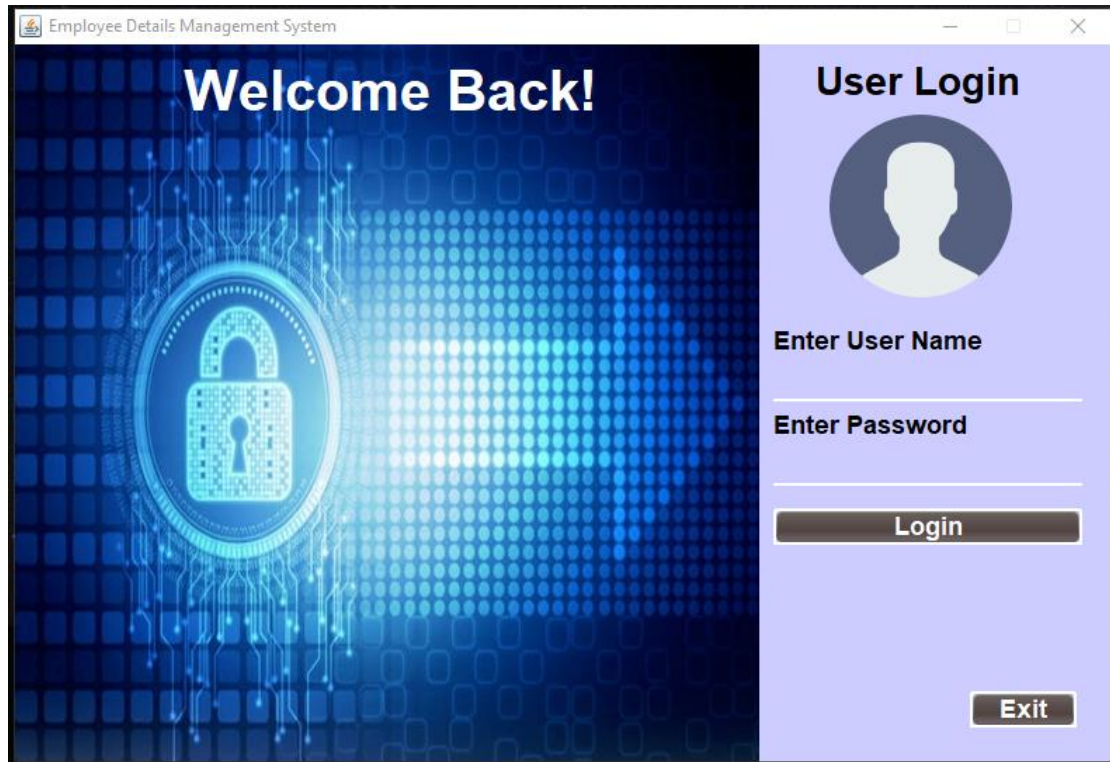 Employee Details Management System
Welcome Back!
User Login
Enter User Name
Enter Password
Login
Exit